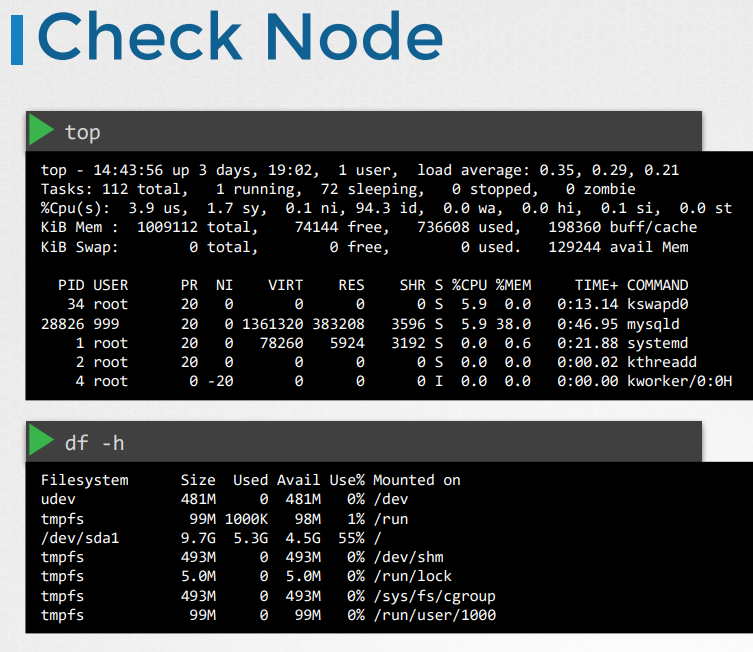 Check Node
top
top - 14:43:56 up 3 days, 19:02,  1 user,  load average: 0.35, 0.29, 0.21
Tasks: 112 total,   1 running,  72 sleeping,   0 stopped,   0 zombie
%Cpu(s):  3.9 us,  1.7 sy,  0.1 ni, 94.3 id,  0.0 wa,  0.0 hi,  0.1 si,  0.0 st
KiB Mem :  1009112 total,    74144 free,   736608 used,   198360 buff/cache
KiB Swap:        0 total,        0 free,        0 used.   129244 avail Mem
  PID USER      PR  NI    VIRT    RES    SHR S %CPU %MEM     TIME+ COMMAND
   34 root      20   0       0      0      0 S  5.9  0.0   0:13.14 kswapd0
28826 999       20   0 1361320 383208   3596 S  5.9 38.0   0:46.95 mysqld
    1 root      20   0   78260   5924   3192 S  0.0  0.6   0:21.88 systemd
    2 root      20   0       0      0      0 S  0.0  0.0   0:00.02 kthreadd
    4 root       0 -20       0      0      0 I  0.0  0.0   0:00.00 kworker/0:0H
df -h
Filesystem      Size  Used Avail Use% Mounted on
udev            481M     0  481M   0% /dev
tmpfs            99M 1000K   98M   1% /run
/dev/sda1       9.7G  5.3G  4.5G  55% /
tmpfs           493M     0  493M   0% /dev/shm
tmpfs           5.0M     0  5.0M   0% /run/lock
tmpfs           493M     0  493M   0% /sys/fs/cgroup
tmpfs            99M     0   99M   0% /run/user/1000